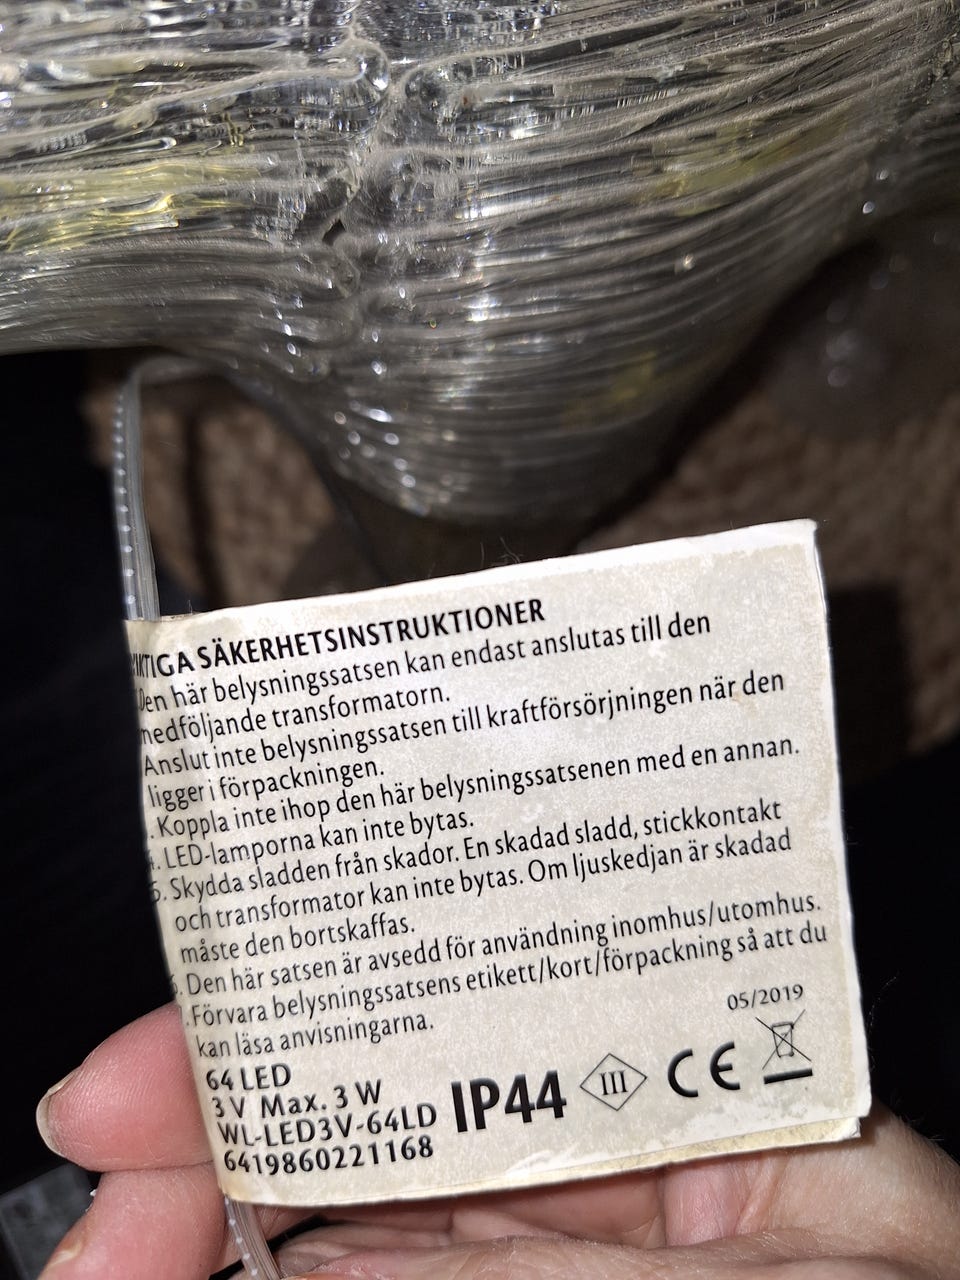 VIKTIGA SÄKERHETSINSTRUKTIONER
Den här belysningssatsen kan endast anslutas till den
medföljande transformatorn.
Anslut inte belysningssatsen till kraftförsörjningen när den
ligger i förpackningen.
. Koppla inte ihop den här belysningssatsenen med en annan.
4. LED-lamporna kan inte bytas.
5. Skydda sladden från skador. En skadad sladd, stickkontakt
och transformator kan inte bytas. Om ljuskedjan är skadad
måste den bortskaffas.
6. Den här satsen är avsedd för användning inomhus/utomhus.
. Förvara belysningssatsens etikett/kort/förpackning så att du
kan läsa anvisningarna.
05/2019
64 LED
3 V Max. 3 W
WL-LED3V-64LD
6419860221168
IP44
III
CE